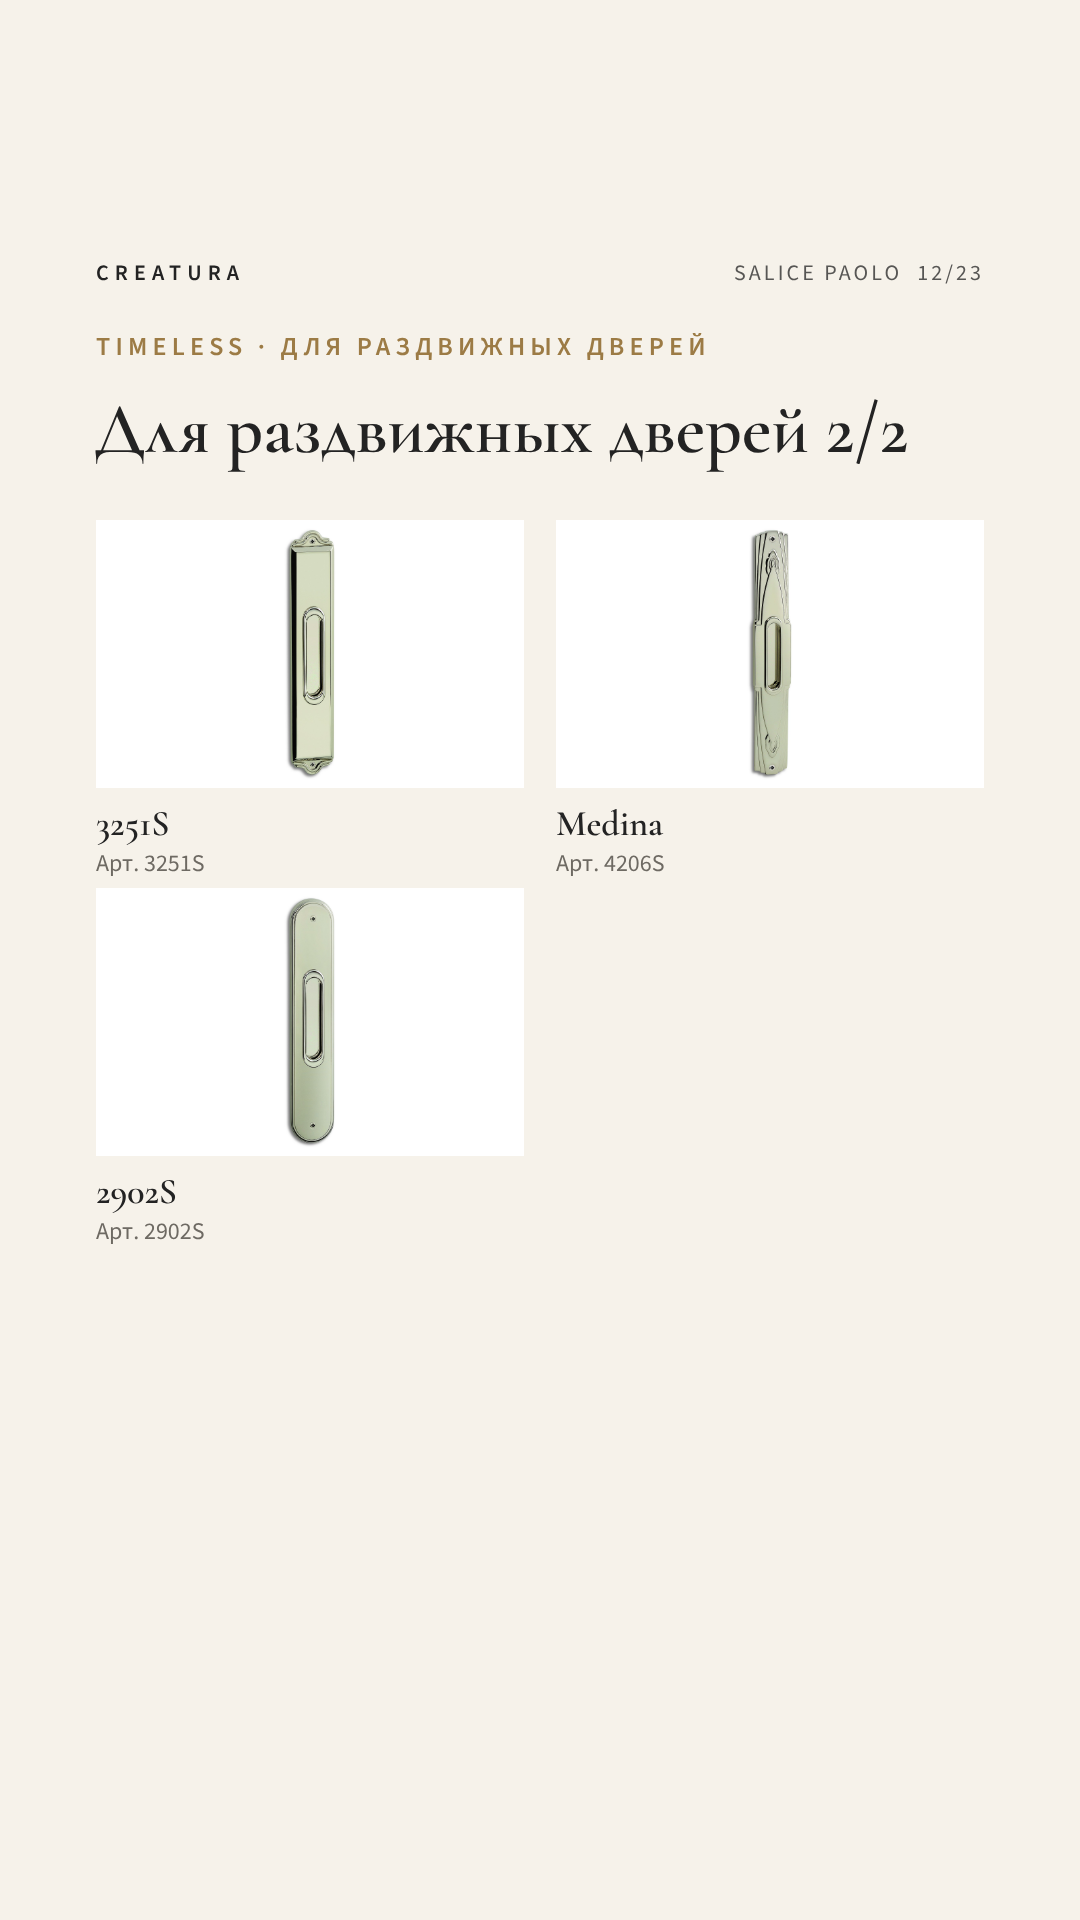 CREATURA
SALICE PAOLO 12/23
TIMELESS · ДЛЯ РАЗДВИЖНЫХ ДВЕРЕЙ
Для раздвижных дверей 2/2
3251S
Арт. 3251S
Medina
Арт. 4206S
2902S
Арт. 2902S